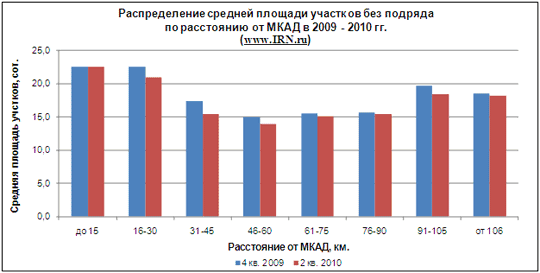 Распределение средней площади участков без подряда
по расстоянию от МКАД в 2009 - 2010 гг.
(www.IRN.ru)
Средняя площадь учстков, сот.
25,0
20,0
15,0
10,0
5,0
0,0
до 15 16-30 31-45 46-60 61-75 76-90 91-105 от 106
Расстояние от МКАД, км.
4 кв. 2009 2 кв. 2010